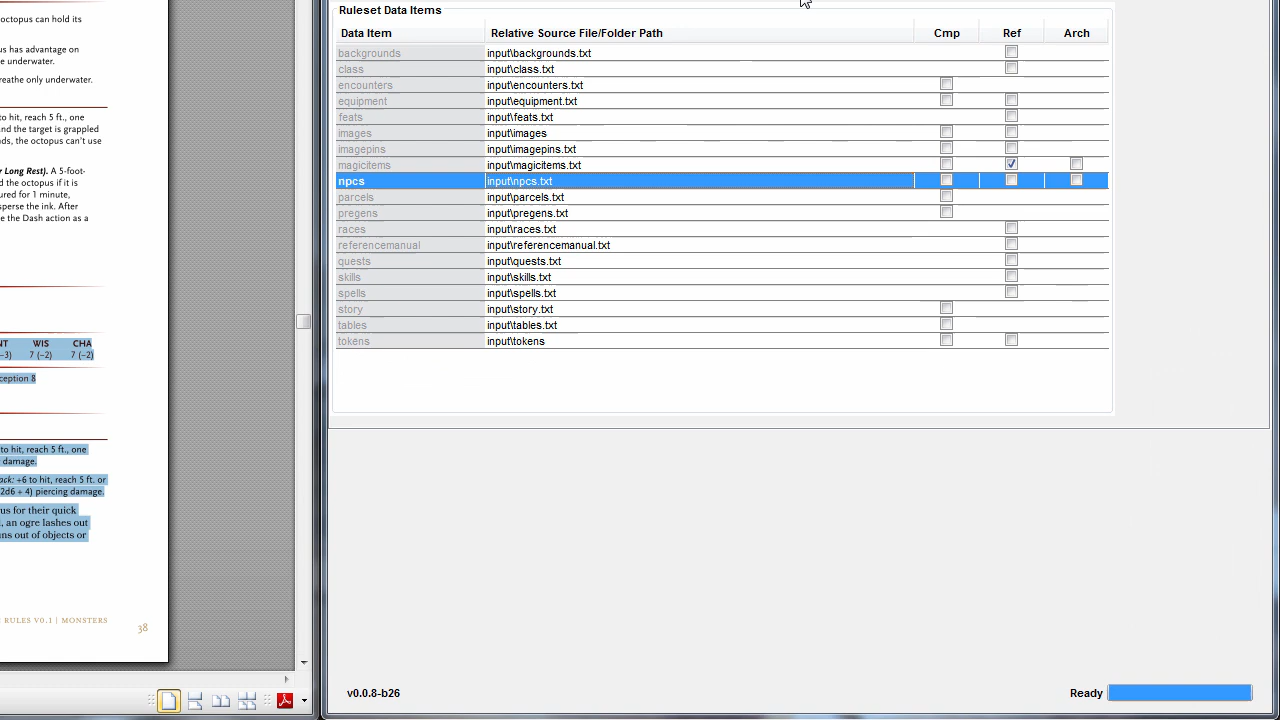 octopus can hold its
us has advantage on
e underwater.
reathe only underwater.
to hit, reach 5 ft., one
nd the target is grappled
ds, the octopus can't use
r Long Rest). A 5-foot-
d the octopus if it is
ured for 1 minute,
sperse the ink. After
e the Dash action as a
NT WIS CHA
–3) 7 (–2) 7 (–2)
ception 8
to hit, reach 5 ft., one
damage.
ack: +6 to hit, reach 5 ft. or
2d6 + 4) piercing damage.
us for their quick
l, an ogre lashes out
ins out of objects or
RULES V0.1 | MONSTERS
38
Ruleset Data Items
Data Item Relative Source File/Folder Path Cmp Ref Arch
backgrounds input\backgrounds.txt
class input\class.txt
encounters input\encounters.txt
equipment input\equipment.txt
feats input\feats.txt
images input\images
imagepins input\imagepins.txt
magicitems input\magicitems.txt
npcs input\npcs.txt
parcels input\parcels.txt
pregens input\pregens.txt
races input\races.txt
referencemanual input\referencemanual.txt
quests input\quests.txt
skills input\skills.txt
spells input\spells.txt
story input\story.txt
tables input\tables.txt
tokens input\tokens
v0.0.8-b26 Ready